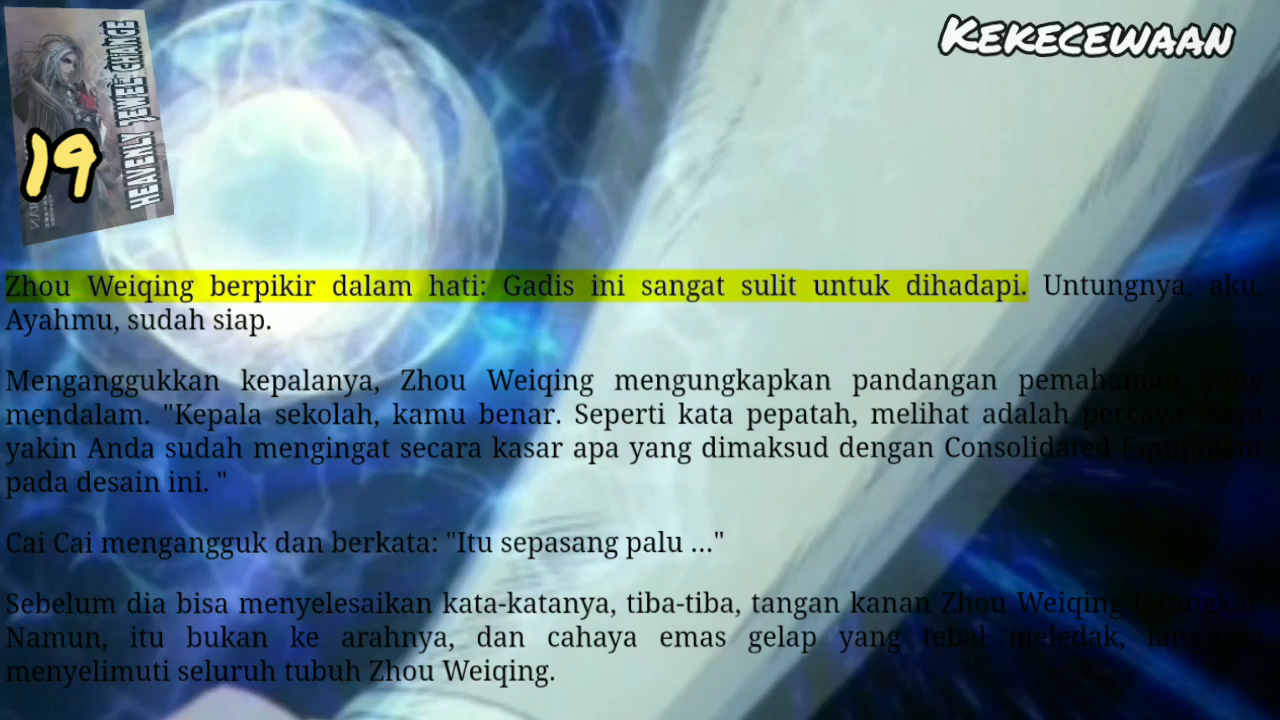 Kekecewaan
HEAVENLY JEWEL CHANGE
19
Zhou Weiqing berpikir dalam hati: Gadis ini sangat sulit untuk dihadapi. Untungnya, aku,
Ayahmu, sudah siap.
Menganggukkan kepalanya, Zhou Weiqing mengungkapkan pandangan pemahaman yang
mendalam. "Kepala sekolah, kamu benar. Seperti kata pepatah, melihat adalah percaya. Saya
yakin Anda sudah mengingat secara kasar apa yang dimaksud dengan Consolidated Equipment
pada desain ini. "
Cai Cai mengangguk dan berkata: "Itu sepasang palu ..."
Sebelum dia bisa menyelesaikan kata-katanya, tiba-tiba, tangan kanan Zhou Weiqing terangkat.
Namun, itu bukan ke arahnya, dan cahaya emas gelap yang tebal meledak, langsung
menyelimuti seluruh tubuh Zhou Weiqing.